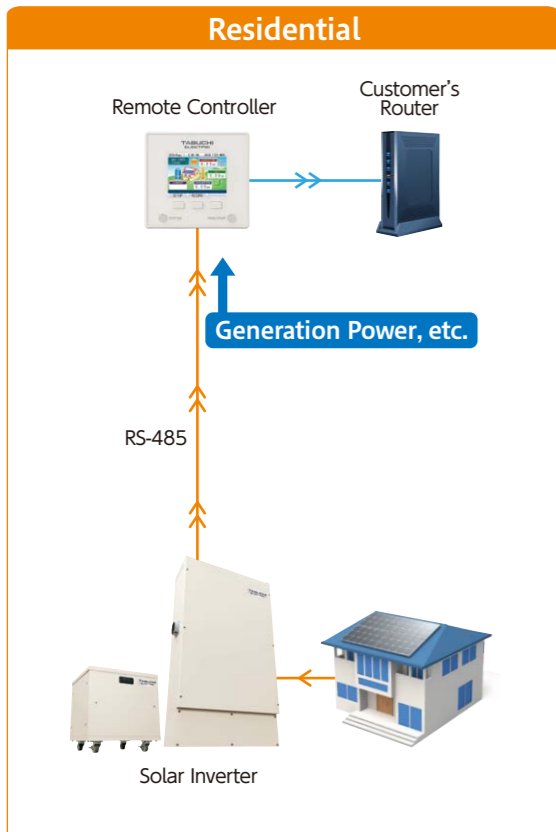 Residential
Customer's
Router
Remote Controller
TABUCHI
ELECTRIC
Generation Power, etc.
RS-485
Solar Inverter